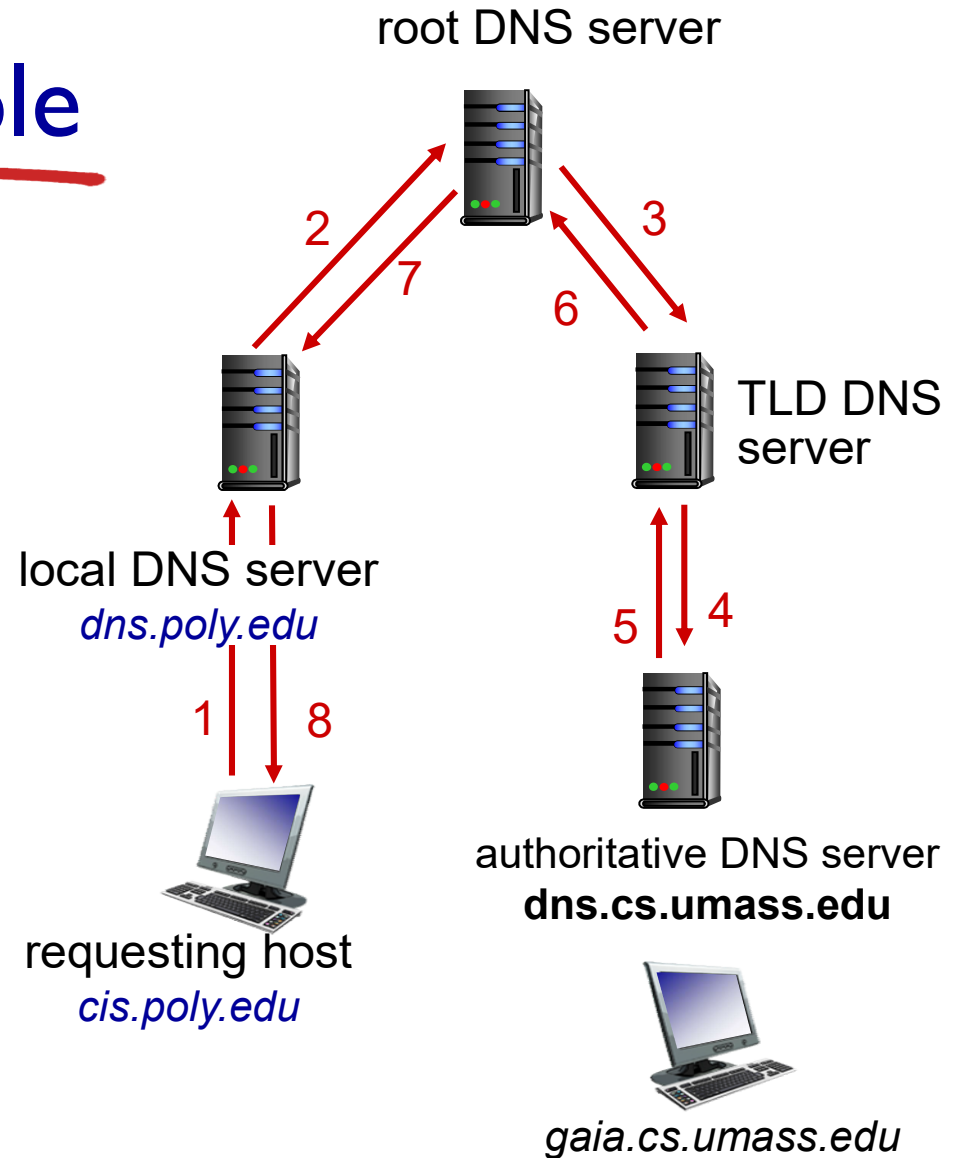 root DNS server
2
3
7
6
TLD DNS
server
local DNS server
dns.poly.edu
5
4
1
8
authoritative DNS server
dns.cs.umass.edu
requesting host
cis.poly.edu
gaia.cs.umass.edu